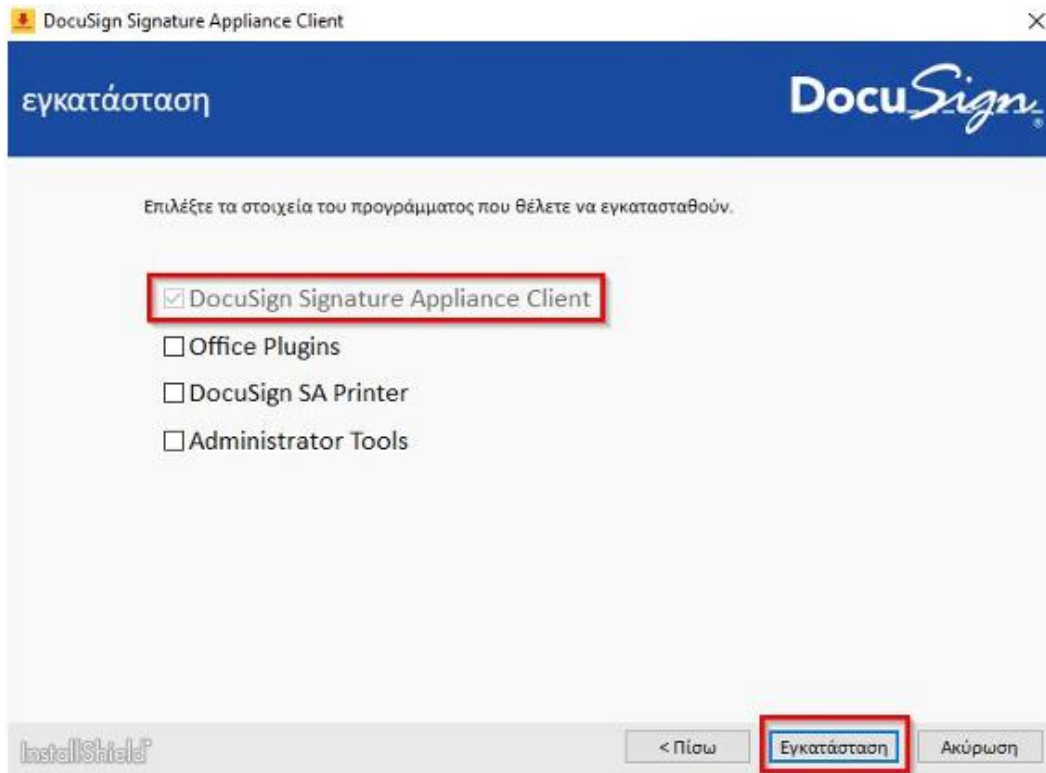 DocuSign Signature Appliance Client
εγκατάσταση
DocuSign®
Επιλέξτε τα στοιχεία του προγράμματος που θέλετε να εγκατασταθούν.
DocuSign Signature Appliance Client
Office Plugins
DocuSign SA Printer
Administrator Tools
InstallShield
< Πίσω Εγκατάσταση Ακύρωση